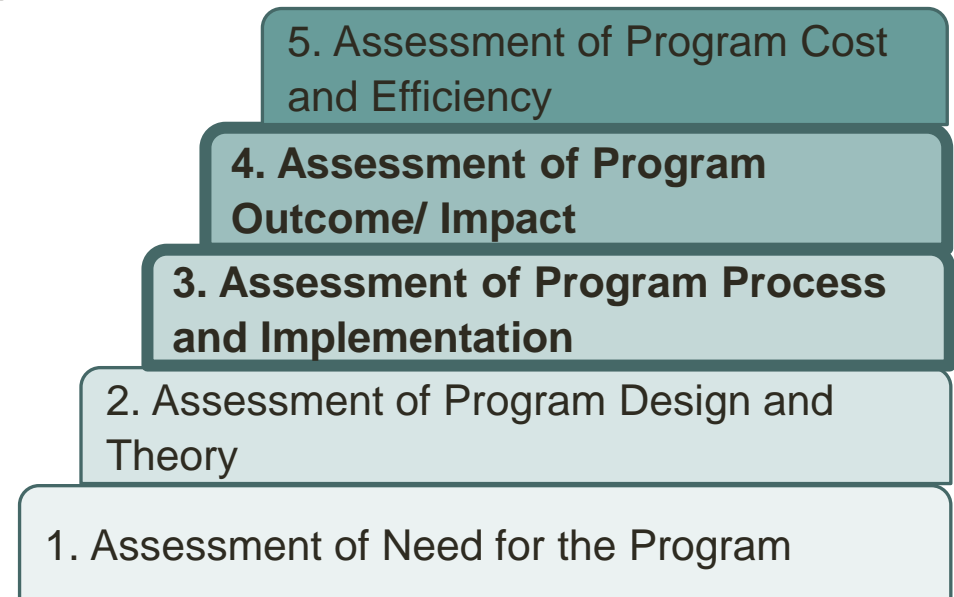 5. Assessment of Program Cost
and Efficiency
4. Assessment of Program
Outcome/ Impact
3. Assessment of Program Process
and Implementation
2. Assessment of Program Design and
Theory
1. Assessment of Need for the Program